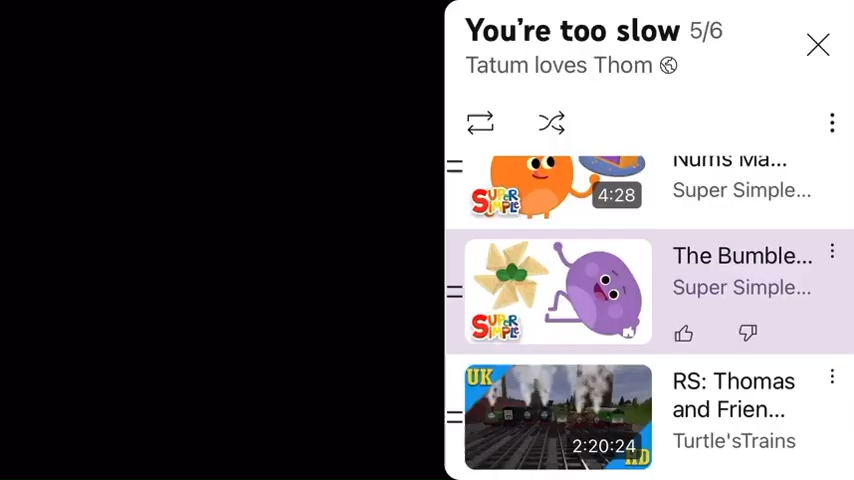 You're too slow 5/6
Tatum loves Thom
Nums Ma...
Super Simple...
4:28
SUPER
SIMPLE
The Bumble...
Super Simple...
SUPER
SIMPLE
UK
RS: Thomas
and Frien...
Turtle'sTrains
2:20:24
HD